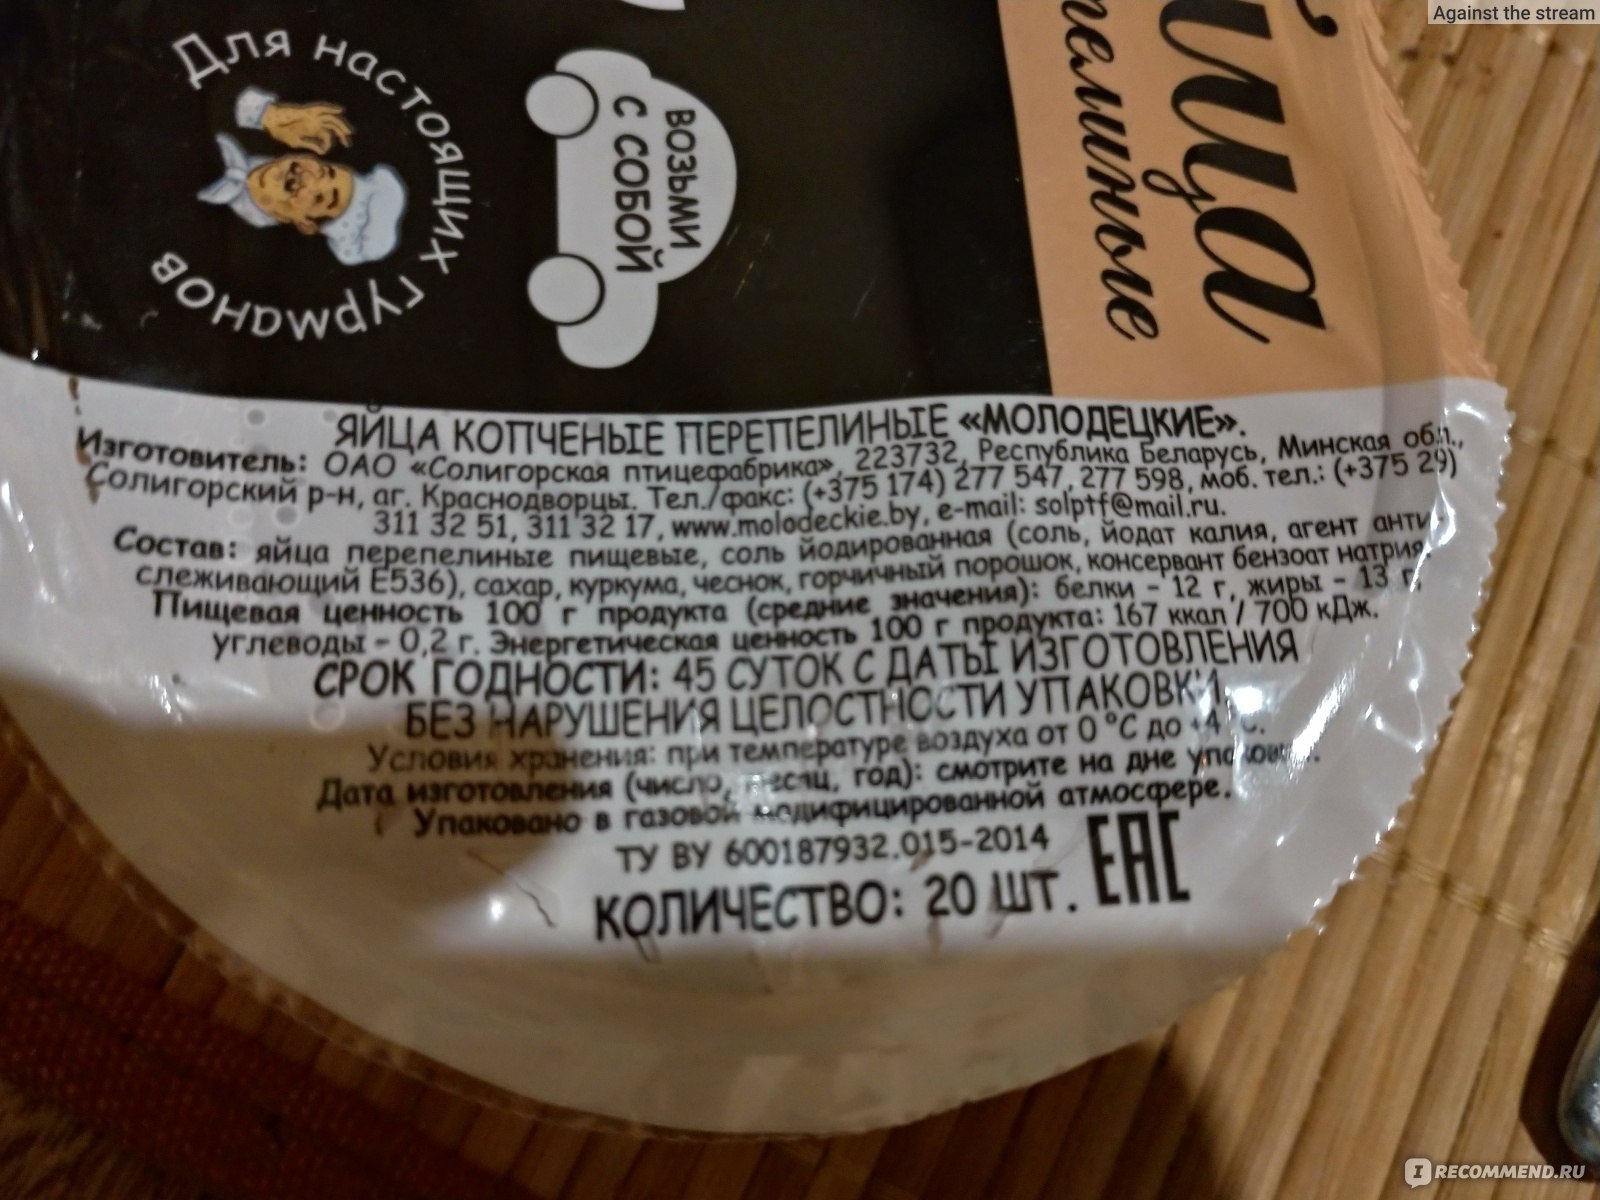 Against the stream
Для настоящих гурманов
ВОЗЬМИ
С СОБОЙ
ЯЙЦА КОПЧЕНЫЕ ПЕРЕПЕЛИНЫЕ «МОЛОДЕЦКИЕ».
Изготовитель: ОАО «Солигорская птицефабрика», 223732, Республика Беларусь, Минская обл.,
Солигорский р-н, аг. Краснодворцы. Тел./факс: (+375 174) 277 547, 277 598, моб. тел.: (+375 29)
311 32 51, 311 32 17, www.molodeckie.by, e-mail: solptf@mail.ru.
Состав: яйца перепелиные пищевые, соль йодированная (соль, йодат калия, агент анти-
слеживающий Е536), сахар, куркума, чеснок, горчичный порошок, консервант бензоат натрия.
Пищевая ценность 100 г продукта (средние значения): белки - 12 г, жиры - 13 г,
углеводы - 0,2 г. Энергетическая ценность 100 г продукта: 167 ккал / 700 кДж.
СРОК ГОДНОСТИ: 45 СУТОК С ДАТЫ ИЗГОТОВЛЕНИЯ
БЕЗ НАРУШЕНИЯ ЦЕЛОСТНОСТИ УПАКОВКИ.
Условия хранения: при температуре воздуха от 0 °С до +4 °С.
Дата изготовления (число, месяц, год): смотрите на дне упаковки.
Упаковано в газовой модифицированной атмосфере.
ТУ BY 600187932.015-2014
КОЛИЧЕСТВО: 20 ШТ. ЕАС
IRECOMMEND.RU